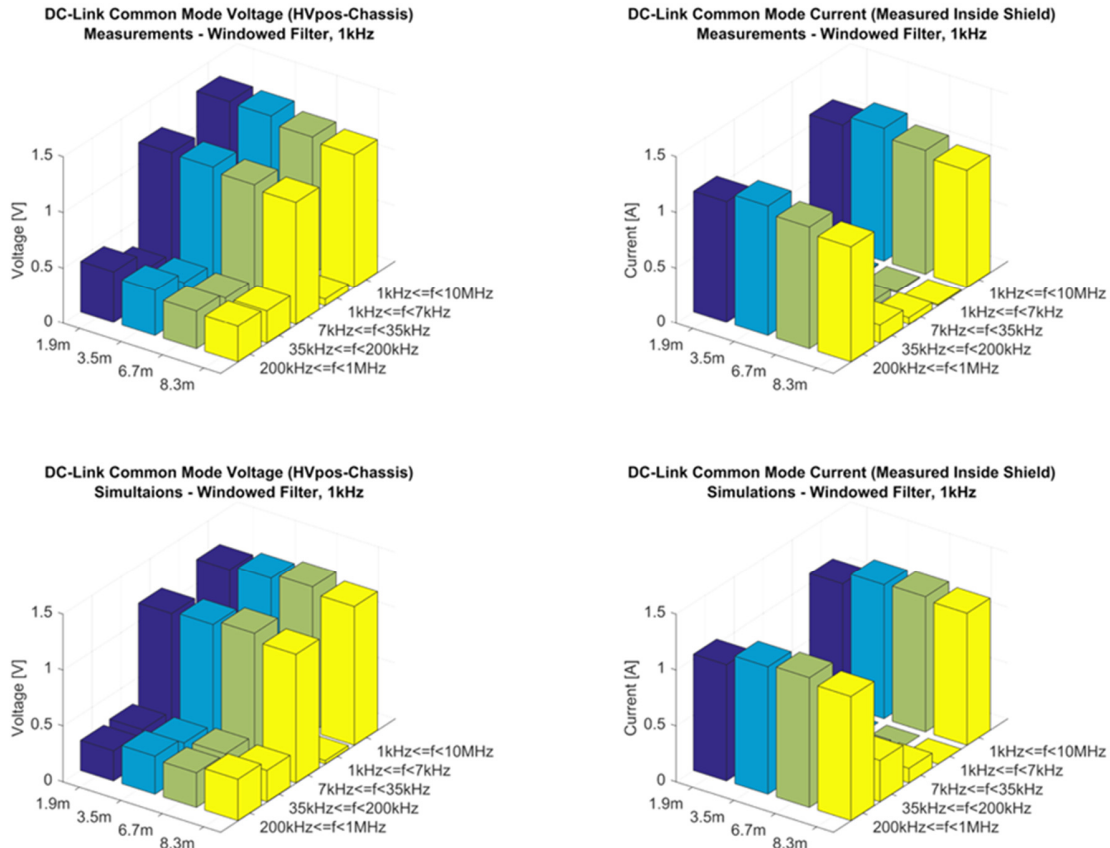 DC-Link Common Mode Voltage (HVpos-Chassis)
Measurements - Windowed Filter, 1kHz
Voltage [V]
1.5
1
0.5
0
1.9m
3.5m
6.7m
8.3m
1kHz<=f<10MHz
1kHz<=f<7kHz
7kHz<=f<35kHz
35kHz<=f<200kHz
200kHz<=f<1MHz
DC-Link Common Mode Current (Measured Inside Shield)
Measurements - Windowed Filter, 1kHz
Current [A]
1.5
1
0.5
0
1.9m
3.5m
6.7m
8.3m
1kHz<=f<10MHz
1kHz<=f<7kHz
7kHz<=f<35kHz
35kHz<=f<200kHz
200kHz<=f<1MHz
DC-Link Common Mode Voltage (HVpos-Chassis)
Simultaions - Windowed Filter, 1kHz
Voltage [V]
1.5
1
0.5
0
1.9m
3.5m
6.7m
8.3m
1kHz<=f<10MHz
1kHz<=f<7kHz
7kHz<=f<35kHz
35kHz<=f<200kHz
200kHz<=f<1MHz
DC-Link Common Mode Current (Measured Inside Shield)
Simulations - Windowed Filter, 1kHz
Current [A]
1.5
1
0.5
0
1.9m
3.5m
6.7m
8.3m
1kHz<=f<10MHz
1kHz<=f<7kHz
7kHz<=f<35kHz
35kHz<=f<200kHz
200kHz<=f<1MHz